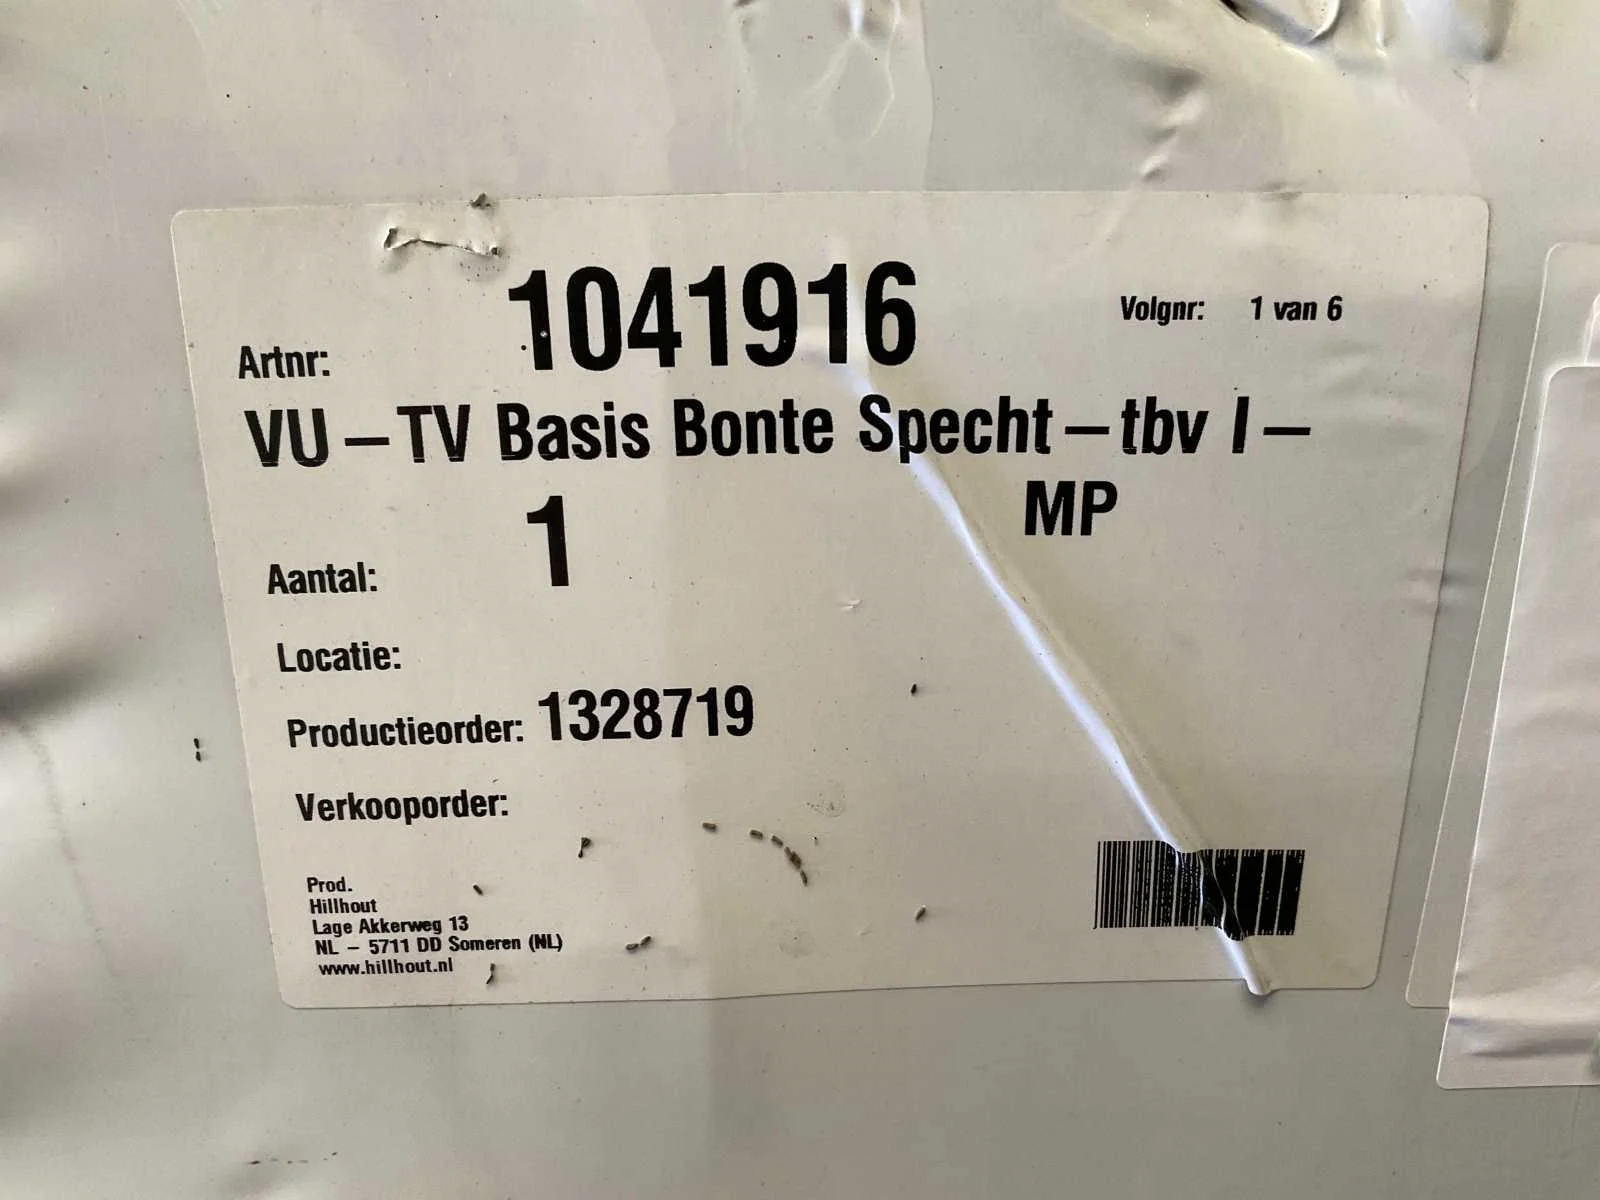 Artnr: 1041916 Volgnr: 1 van 6
VU - TV Basis Bonte Specht - tbv I -
MP
Aantal: 1
Locatie:
Productieorder: 1328719
Verkooporder:
Prod.
Hillhout
Lage Akkerweg 13
NL - 5711 DD Someren (NL)
www.hillhout.nl